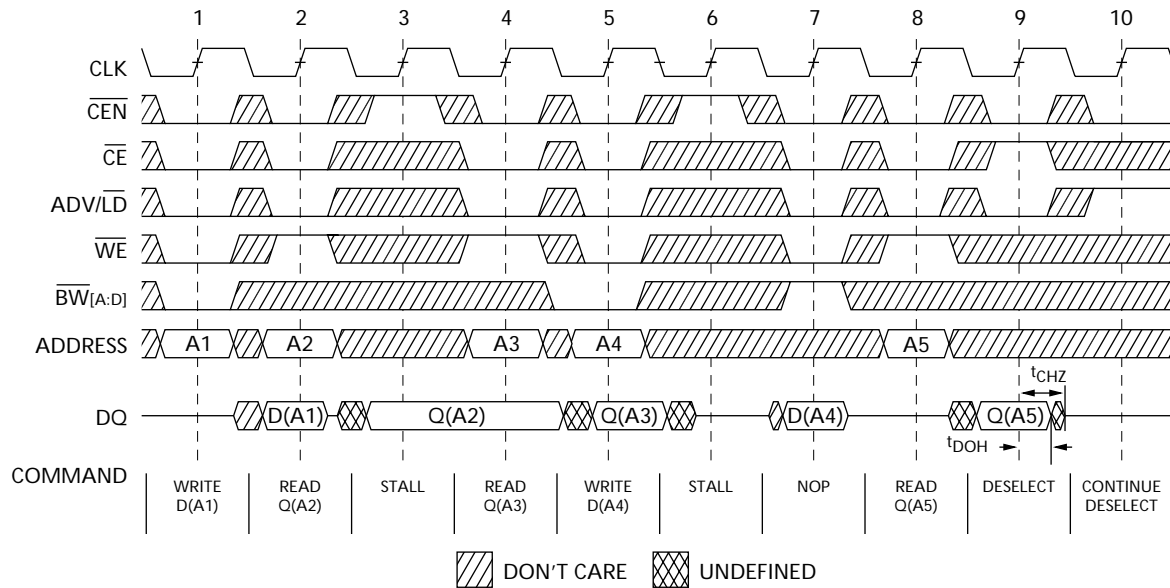 1 2 3 4 5 6 7 8 9 10
CLK
CEN
CE
ADV/LD
WE
BW[A:D]
ADDRESS A1 A2 A3 A4 A5
tCHZ
DQ D(A1) Q(A2) Q(A3) D(A4) Q(A5)
tDOH
COMMAND
WRITE D(A1)
READ Q(A2)
STALL
READ Q(A3)
WRITE D(A4)
STALL
NOP
READ Q(A5)
DESELECT
CONTINUE DESELECT
DON'T CARE UNDEFINED